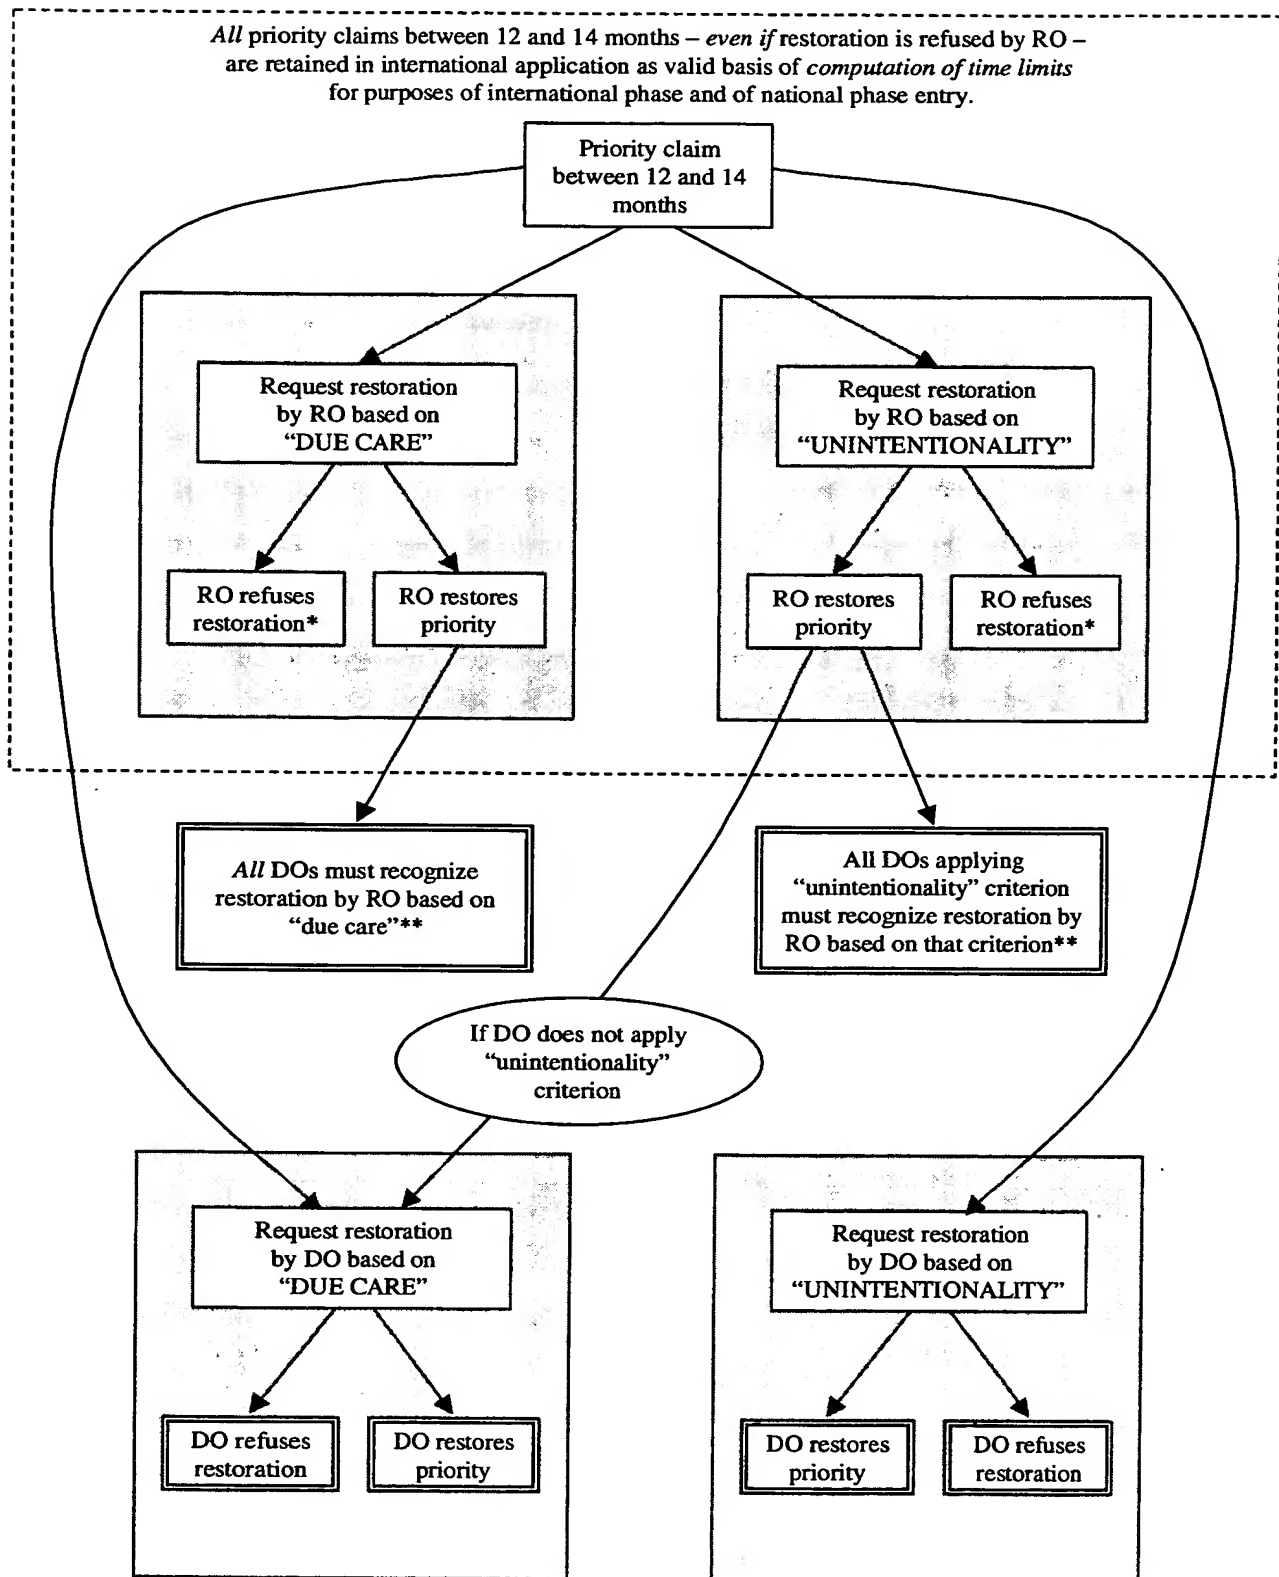 All priority claims between 12 and 14 months – even if restoration is refused by RO –
are retained in international application as valid basis of computation of time limits
for purposes of international phase and of national phase entry.
Priority claim
between 12 and 14
months
Request restoration
by RO based on
“DUE CARE”
Request restoration
by RO based on
“UNINTENTIONALITY”
RO refuses
restoration*
RO restores
priority
RO restores
priority
RO refuses
restoration*
All DOs must recognize
restoration by RO based on
“due care”**
All DOs applying
“unintentionality” criterion
must recognize restoration by
RO based on that criterion**
If DO does not apply
“unintentionality”
criterion
Request restoration
by DO based on
“DUE CARE”
Request restoration
by DO based on
“UNINTENTIONALITY”
DO refuses
restoration
DO restores
priority
DO restores
priority
DO refuses
restoration